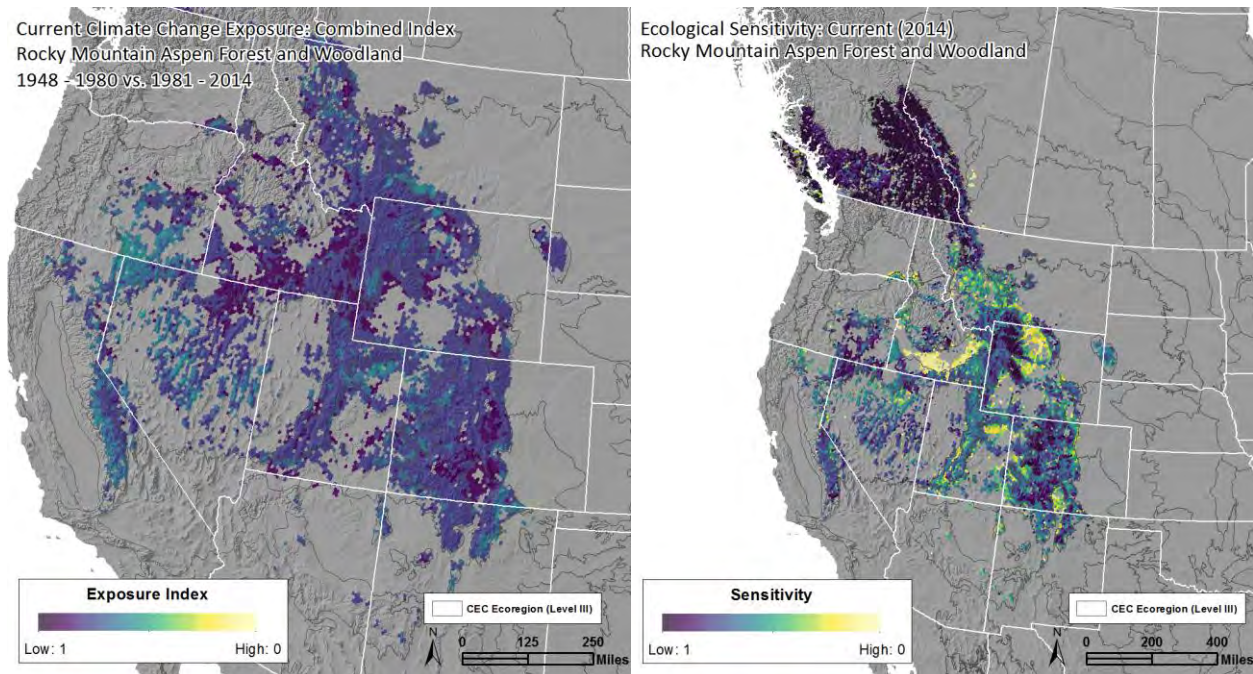 Current Climate Change Exposure: Combined Index
Rocky Mountain Aspen Forest and Woodland
1948 - 1980 vs. 1981 - 2014
Exposure Index
Low: 1
High: 0
CEC Ecoregion (Level III)
N
0 125 250
Miles
Ecological Sensitivity: Current (2014)
Rocky Mountain Aspen Forest and Woodland
Sensitivity
Low: 1
High: 0
CEC Ecoregion (Level III)
N
0 200 400
Miles